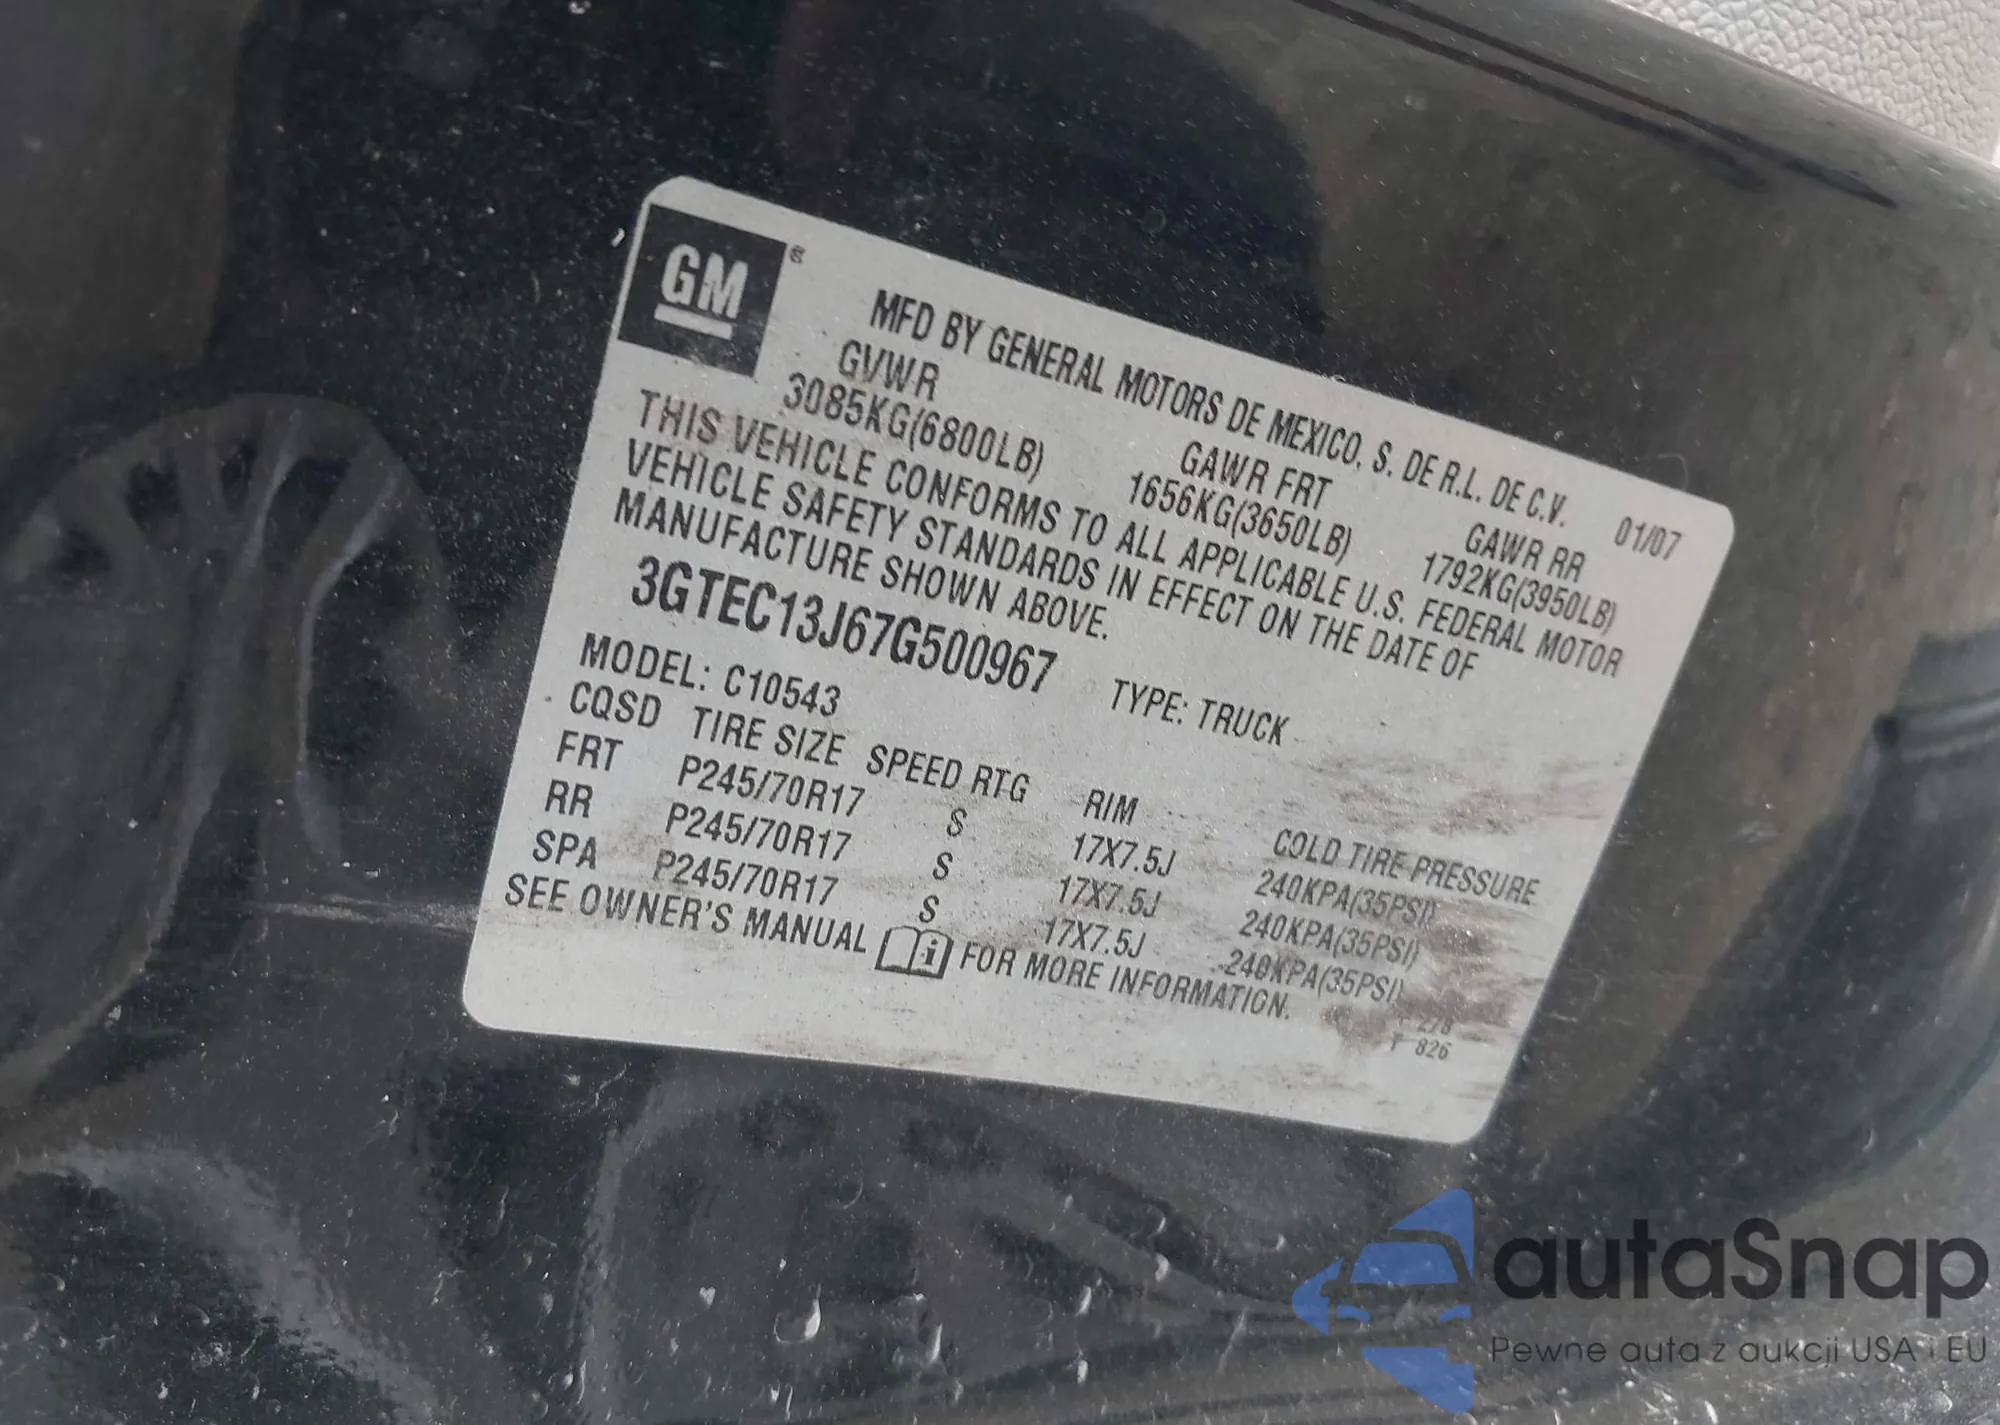 GM
MFD BY GENERAL MOTORS DE MEXICO, S. DE R.L. DE C.V. 01/07
GVWR GAWR FRT GAWR RR
3085KG(6800LB) 1656KG(3650LB) 1792KG(3950LB)
THIS VEHICLE CONFORMS TO ALL APPLICABLE U.S. FEDERAL MOTOR
VEHICLE SAFETY STANDARDS IN EFFECT ON THE DATE OF
MANUFACTURE SHOWN ABOVE.
3GTEC13J67G500967 TYPE: TRUCK
MODEL: C10543
CQSD TIRE SIZE SPEED RTG RIM COLD TIRE PRESSURE
FRT P245/70R17 S 17X7.5J 240KPA(35PSI)
RR P245/70R17 S 17X7.5J 240KPA(35PSI)
SPA P245/70R17 S 17X7.5J 240KPA(35PSI)
SEE OWNER'S MANUAL i FOR MORE INFORMATION.
826
autaSnap
Pewne auta z aukcji USA i EU